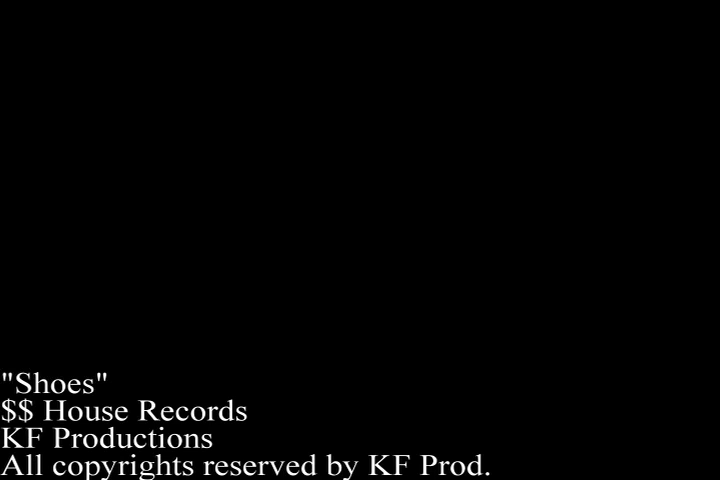 "Shoes"
$$ House Records
KF Productions
All copyrights reserved by KF Prod.